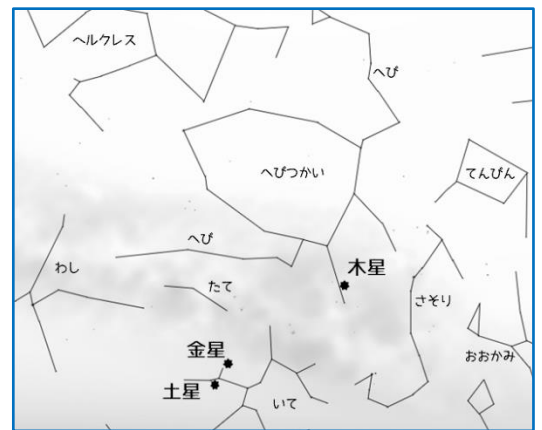 ヘルクレス
へび
へびつかい
てんびん
へび
わし
木星
たて
さそり
金星
おおかみ
土星
いて